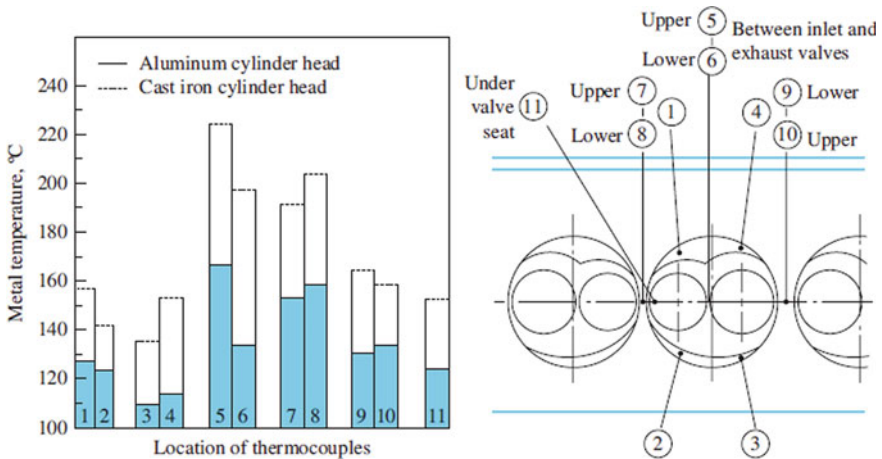 Metal temperature, °C
240
220
200
180
160
140
120
100
Aluminum cylinder head
Cast iron cylinder head
1 2 3 4 5 6 7 8 9 10 11
Location of thermocouples
Upper 5 Between inlet and
Lower 6 exhaust valves
Under
valve 11
seat
Upper 7 1 4 9 Lower
Lower 8 10 Upper
2 3